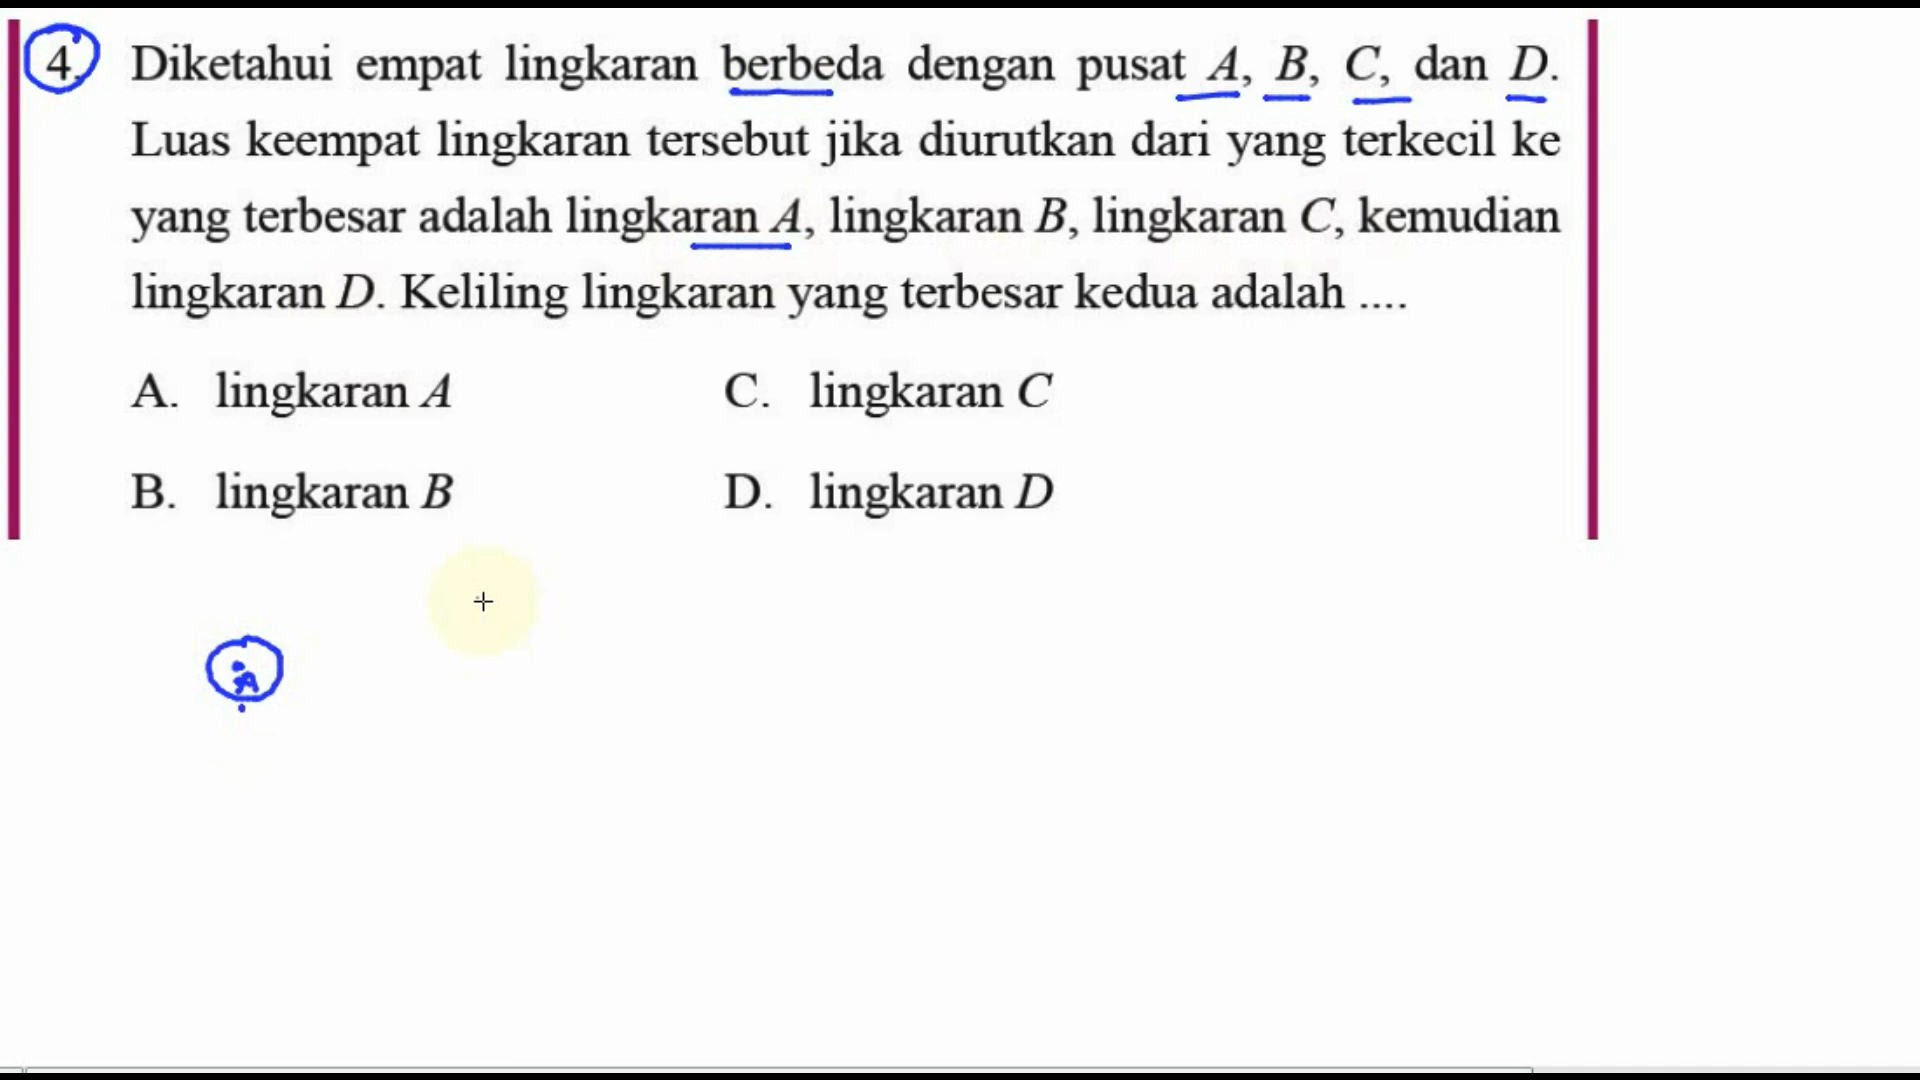 4. Diketahui empat lingkaran berbeda dengan pusat A, B, C, dan D.
Luas keempat lingkaran tersebut jika diurutkan dari yang terkecil ke
yang terbesar adalah lingkaran A, lingkaran B, lingkaran C, kemudian
lingkaran D. Keliling lingkaran yang terbesar kedua adalah ....
A. lingkaran A
C. lingkaran C
B. lingkaran B
D. lingkaran D
A